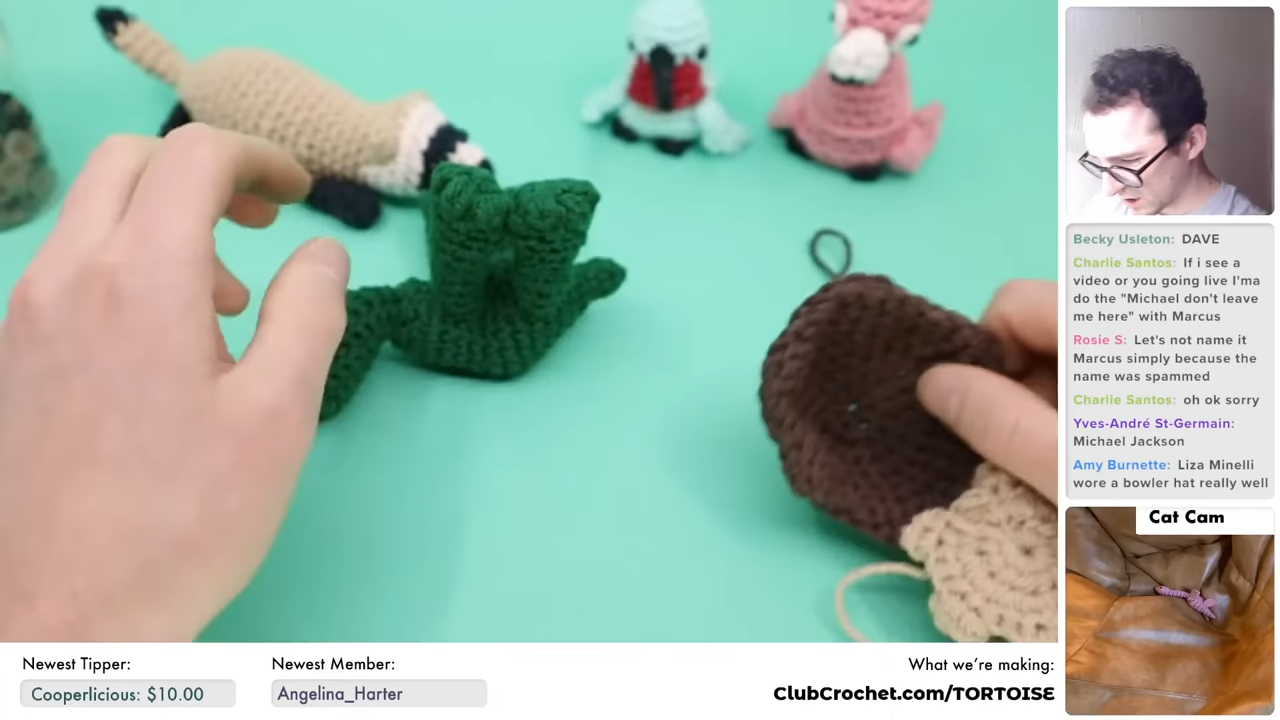 Becky Usleton: DAVE
Charlie Santos: If i see a
video or you going live I'ma
do the "Michael don't leave
me here" with Marcus
Rosie S: Let's not name it
Marcus simply because the
name was spammed
Charlie Santos: oh ok sorry
Yves-André St-Germain:
Michael Jackson
Amy Burnette: Liza Minelli
wore a bowler hat really well
Cat Cam
Newest Tipper:
Cooperlicious: $10.00
Newest Member:
Angelina_Harter
What we're making:
ClubCrochet.com/TORTOISE